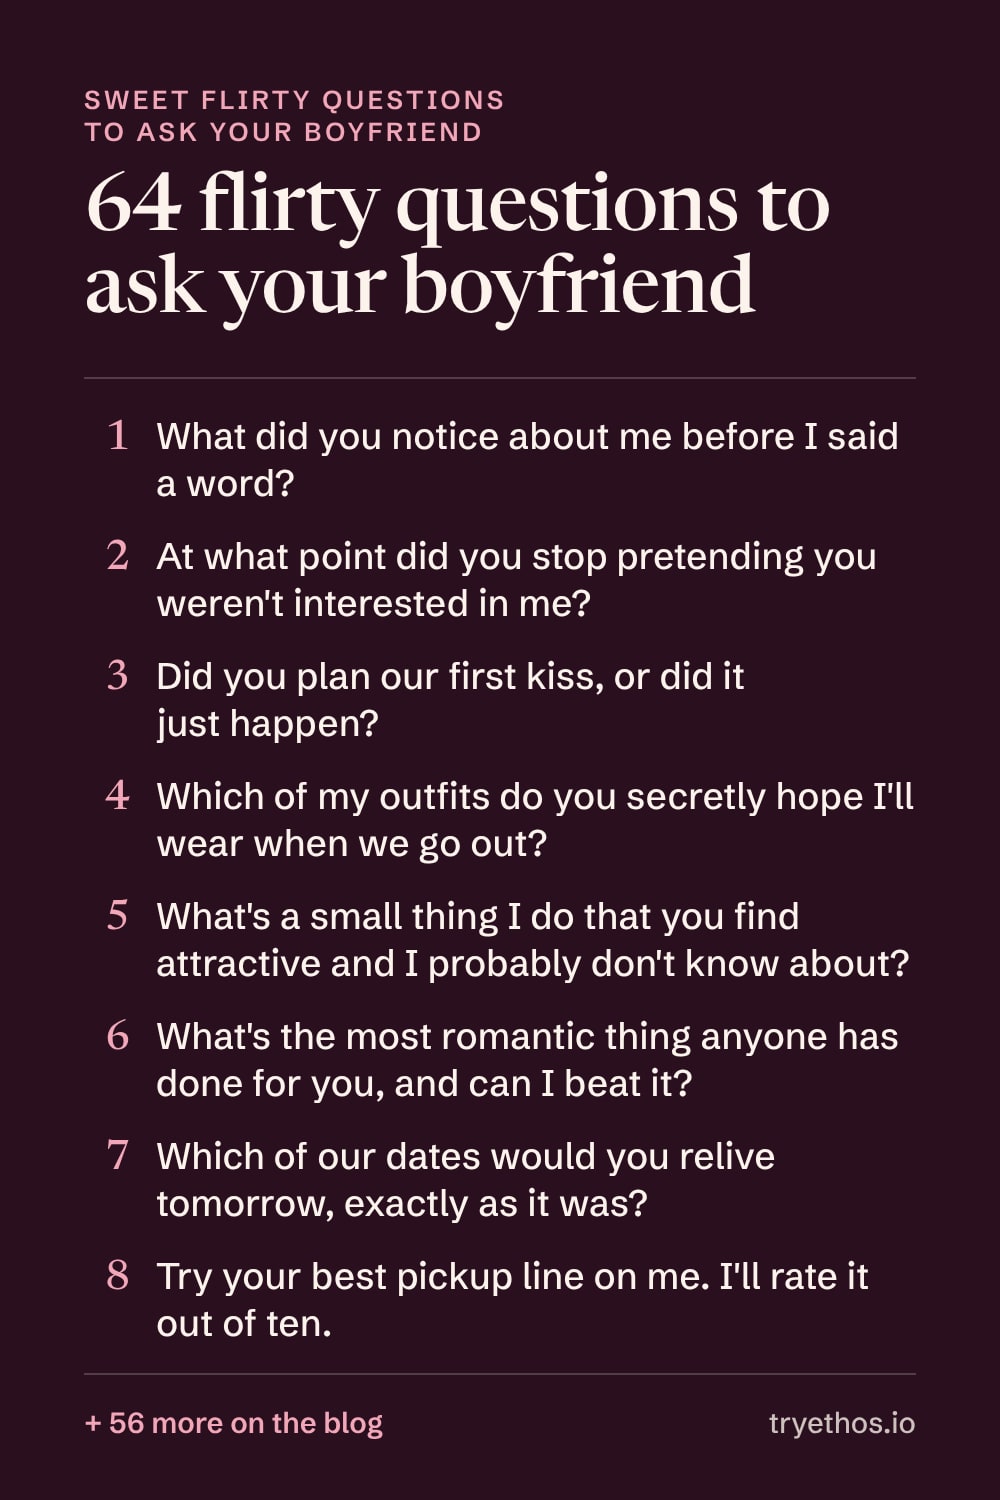 SWEET FLIRTY QUESTIONS
TO ASK YOUR BOYFRIEND
64 flirty questions to
ask your boyfriend
1 What did you notice about me before I said
a word?
2 At what point did you stop pretending you
weren't interested in me?
3 Did you plan our first kiss, or did it
just happen?
4 Which of my outfits do you secretly hope I'll
wear when we go out?
5 What's a small thing I do that you find
attractive and I probably don't know about?
6 What's the most romantic thing anyone has
done for you, and can I beat it?
7 Which of our dates would you relive
tomorrow, exactly as it was?
8 Try your best pickup line on me. I'll rate it
out of ten.
+ 56 more on the blog
tryethos.io